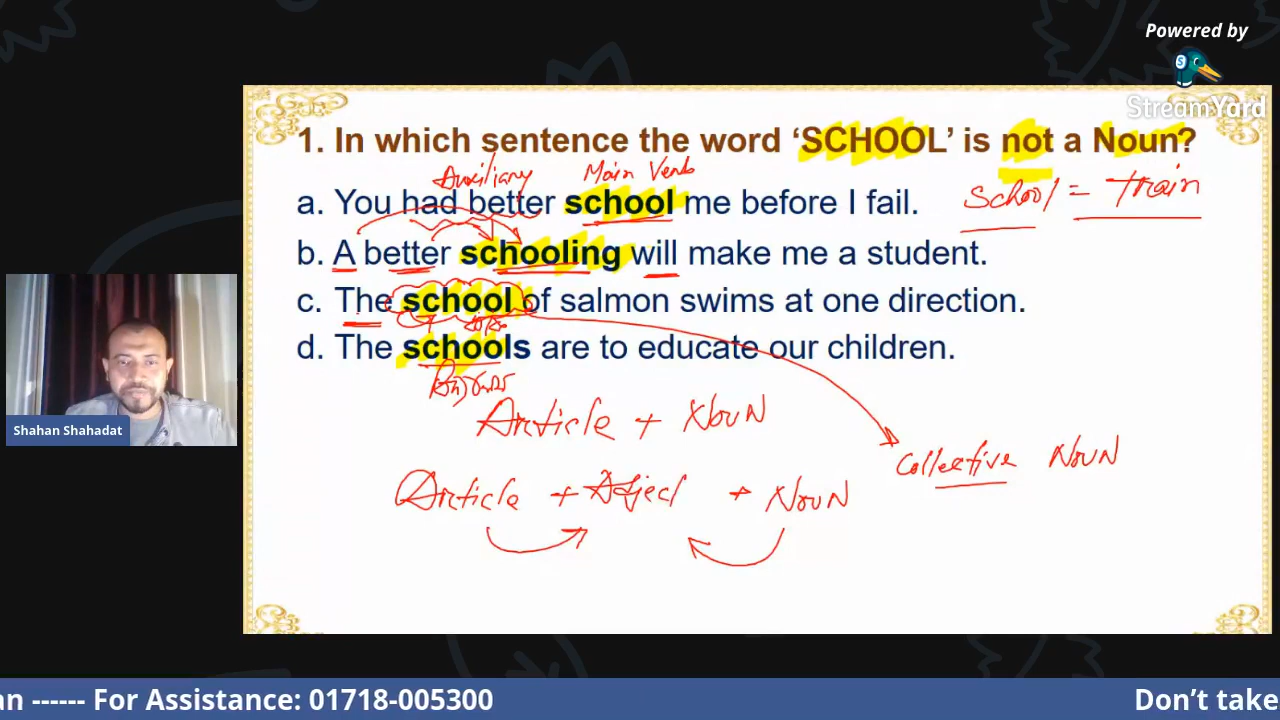 Powered by
StreamYard
1. In which sentence the word ‘SCHOOL’ is not a Noun?
Auxiliary Main Verb
a. You had better school me before I fail.
School = Train
b. A better schooling will make me a student.
c. The school of salmon swims at one direction.
d. The schools are to educate our children.
Article + Noun
Collective Noun
Article + Adject + Noun
Shahan Shahadat
an ------ For Assistance: 01718-005300
Don’t take